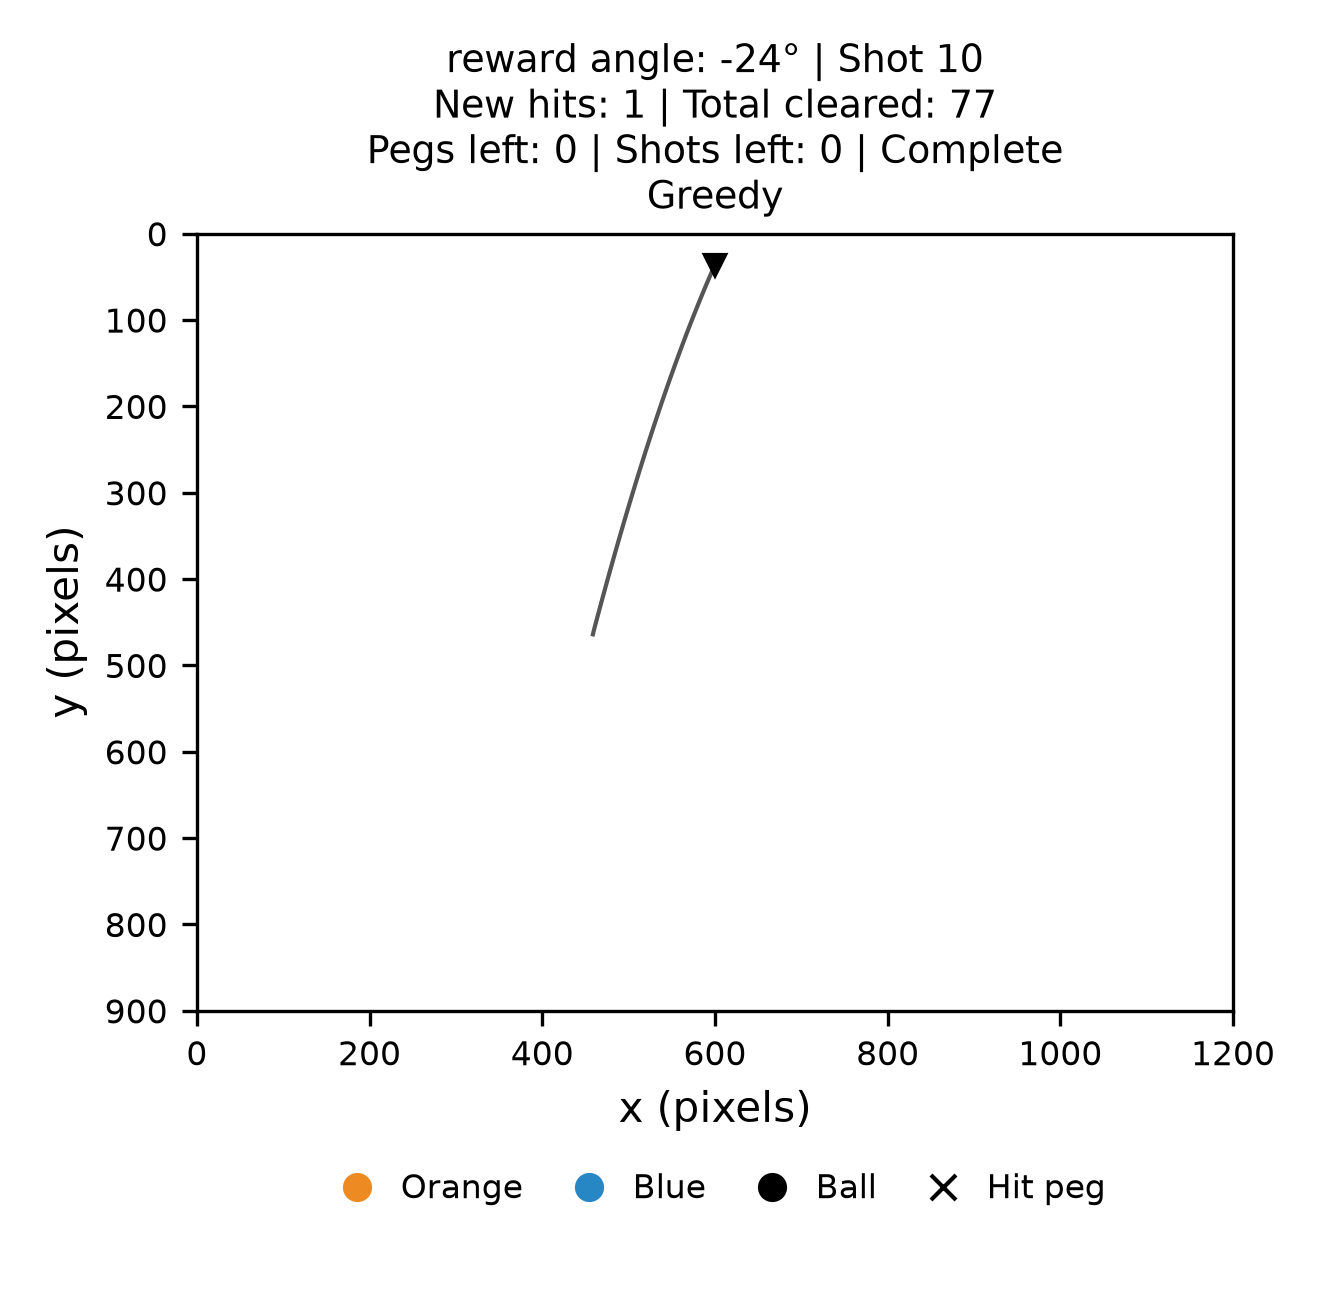 reward angle: -24° | Shot 10
New hits: 1 | Total cleared: 77
Pegs left: 0 | Shots left: 0 | Complete
Greedy
0
100
200
300
400
500
600
700
800
900
y (pixels)
0 200 400 600 800 1000 1200
x (pixels)
Orange Blue Ball Hit peg